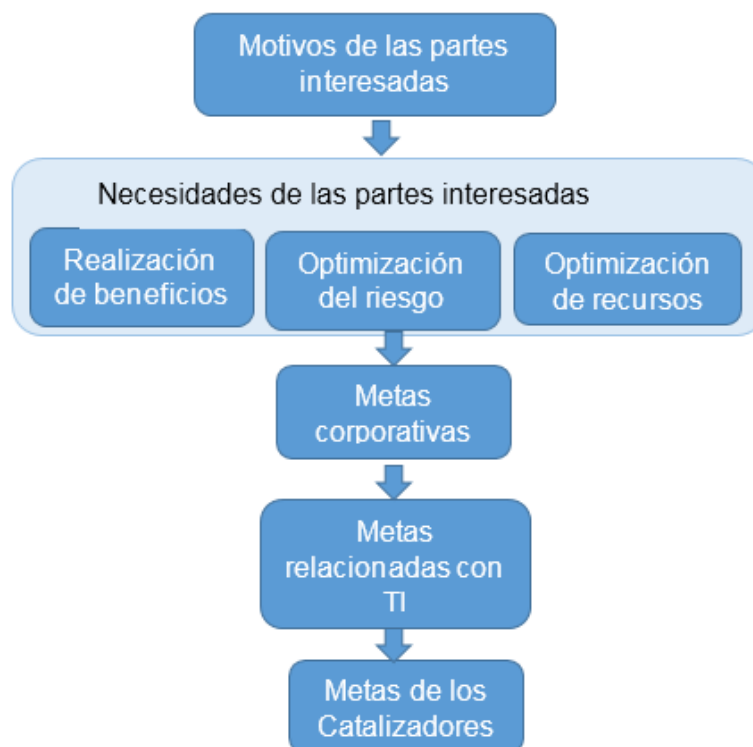 Motivos de las partes
interesadas
Necesidades de las partes interesadas
Realización
de beneficios
Optimización
del riesgo
Optimización
de recursos
Metas
corporativas
Metas
relacionadas con
TI
Metas de los
Catalizadores